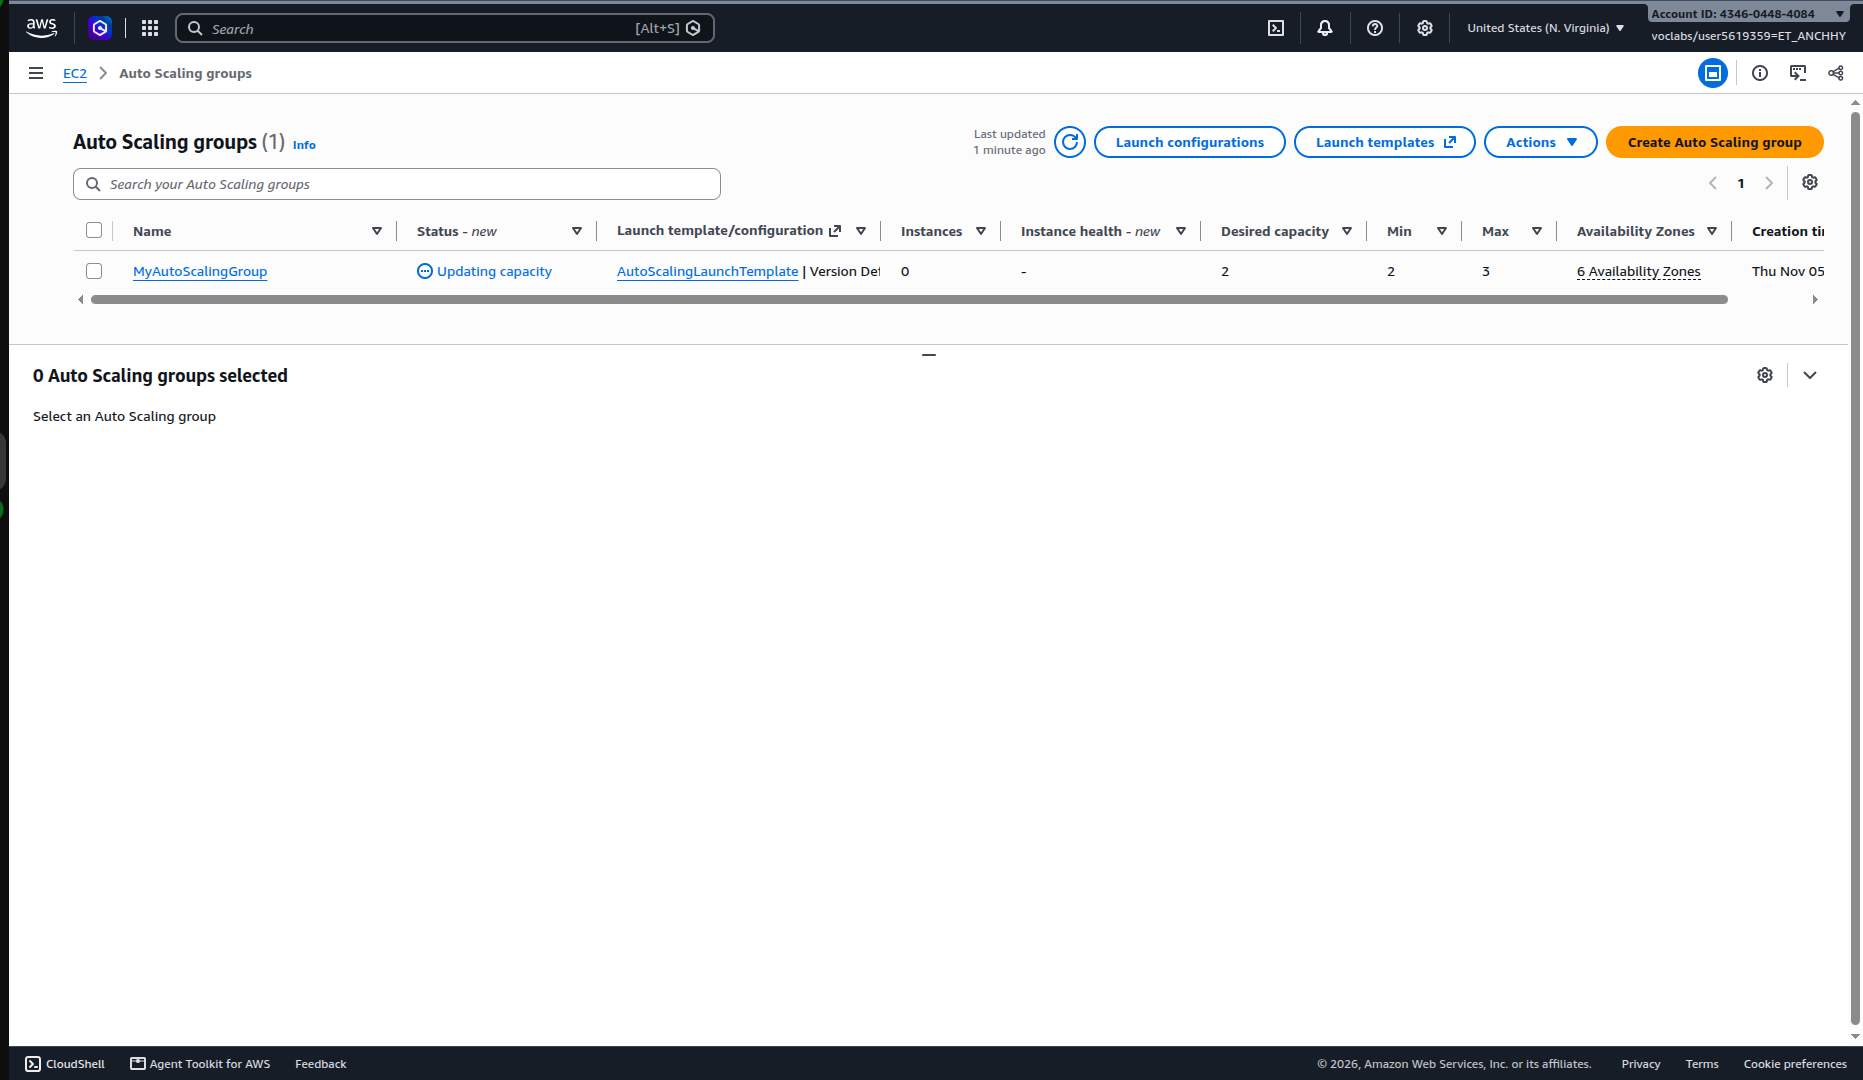 aws
Search [Alt+S]
United States (N. Virginia)
Account ID: 4346-0448-4084
voclabs/user5619359=ET_ANCHHY
EC2 Auto Scaling groups
Auto Scaling groups (1) Info
Last updated
1 minute ago
Launch configurations
Launch templates
Actions
Create Auto Scaling group
Search your Auto Scaling groups
1
Name Status - new Launch template/configuration Instances Instance health - new Desired capacity Min Max Availability Zones Creation tir
MyAutoScalingGroup Updating capacity AutoScalingLaunchTemplate | Version Def 0 - 2 2 3 6 Availability Zones Thu Nov 05
0 Auto Scaling groups selected
Select an Auto Scaling group
CloudShell Agent Toolkit for AWS Feedback © 2026, Amazon Web Services, Inc. or its affiliates. Privacy Terms Cookie preferences